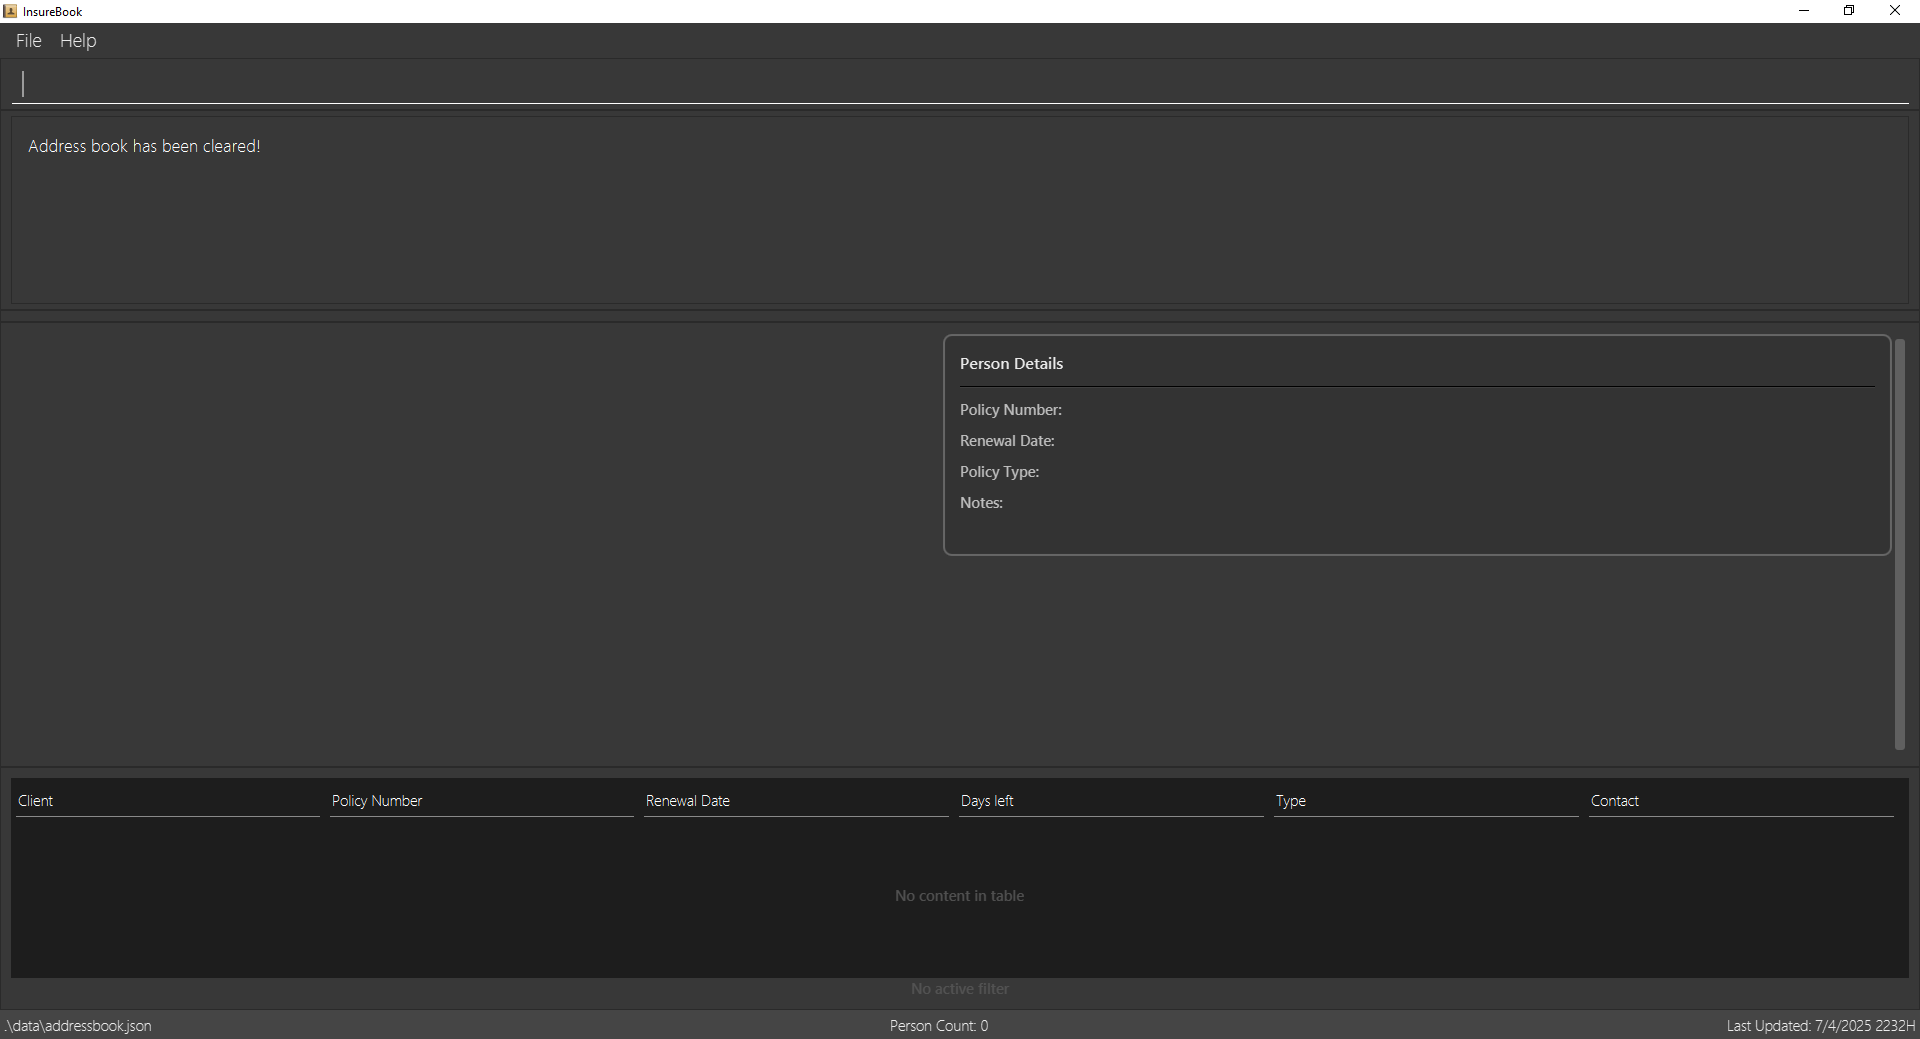 InsureBook
File Help
Address book has been cleared!
Person Details
Policy Number:
Renewal Date:
Policy Type:
Notes:
Client Policy Number Renewal Date Days left Type Contact
No content in table
No active filter
.\data\addressbook.json Person Count: 0 Last Updated: 7/4/2025 2232H